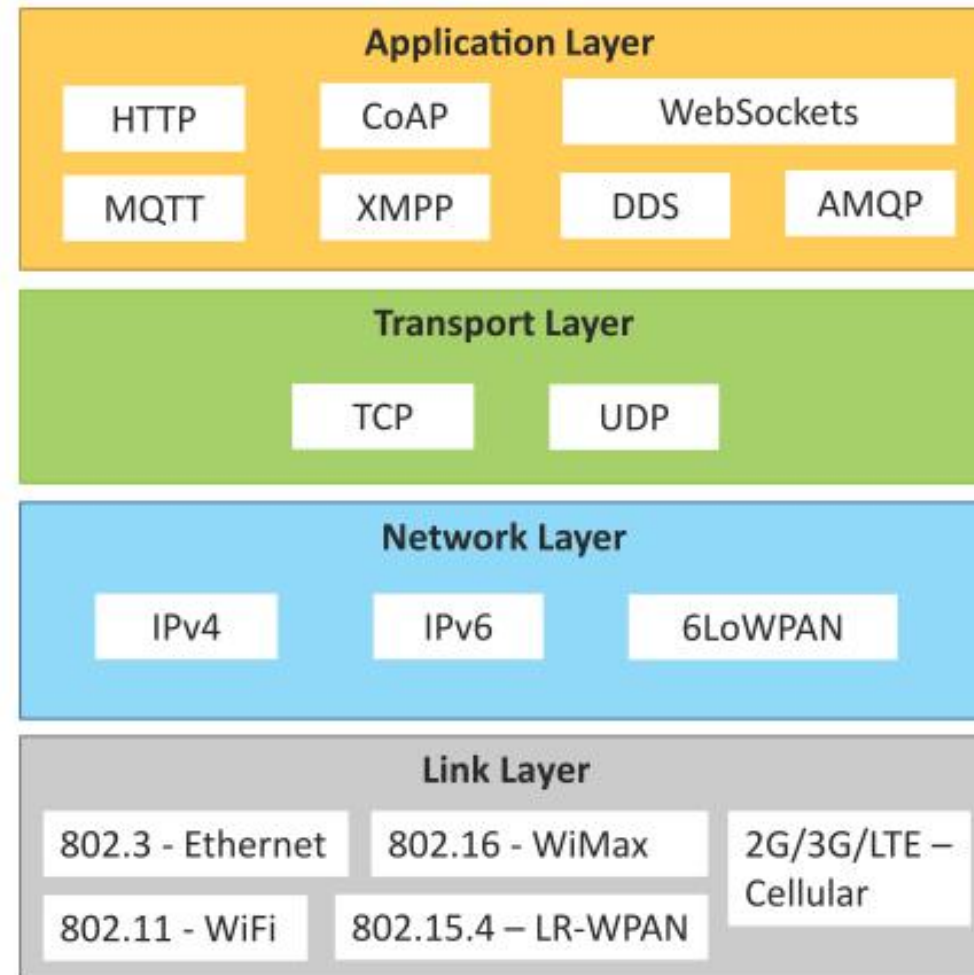 Application Layer
HTTP
CoAP
WebSockets
MQTT
XMPP
DDS
AMQP
Transport Layer
TCP
UDP
Network Layer
IPv4
IPv6
6LoWPAN
Link Layer
802.3 - Ethernet
802.16 - WiMax
2G/3G/LTE –
Cellular
802.11 - WiFi
802.15.4 – LR-WPAN